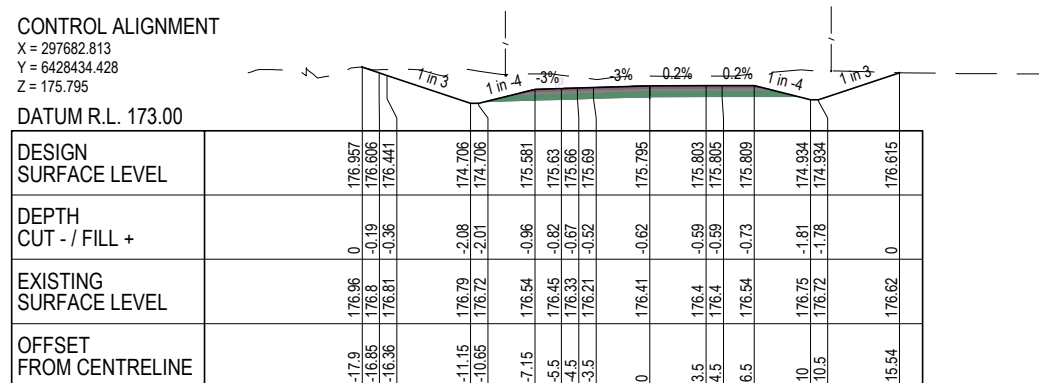 CONTROL ALIGNMENT
X = 297682.813
Y = 6428434.428
Z = 175.795
DATUM R.L. 173.00
1 in 3 1 in -4 -3% -3% 0.2% 0.2% 1 in -4 1 in 3
DESIGN
SURFACE LEVEL
176.957 176.606 176.441 174.706 174.706 175.581 175.63 175.66 175.69 175.795 175.803 175.805 175.809 174.934 174.934 176.615
DEPTH
CUT - / FILL +
0 -0.19 -0.36 -2.08 -2.01 -0.96 -0.82 -0.67 -0.52 -0.62 -0.59 -0.59 -0.73 -1.81 -1.78 0
EXISTING
SURFACE LEVEL
176.96 176.8 176.81 176.79 176.72 176.54 176.45 176.33 176.21 176.41 176.4 176.4 176.54 176.75 176.72 176.62
OFFSET
FROM CENTRELINE
-17.9 -16.85 -16.36 -11.15 -10.65 -7.15 -5.5 -4.5 -3.5 0 3.5 4.5 6.5 10 10.5 15.54